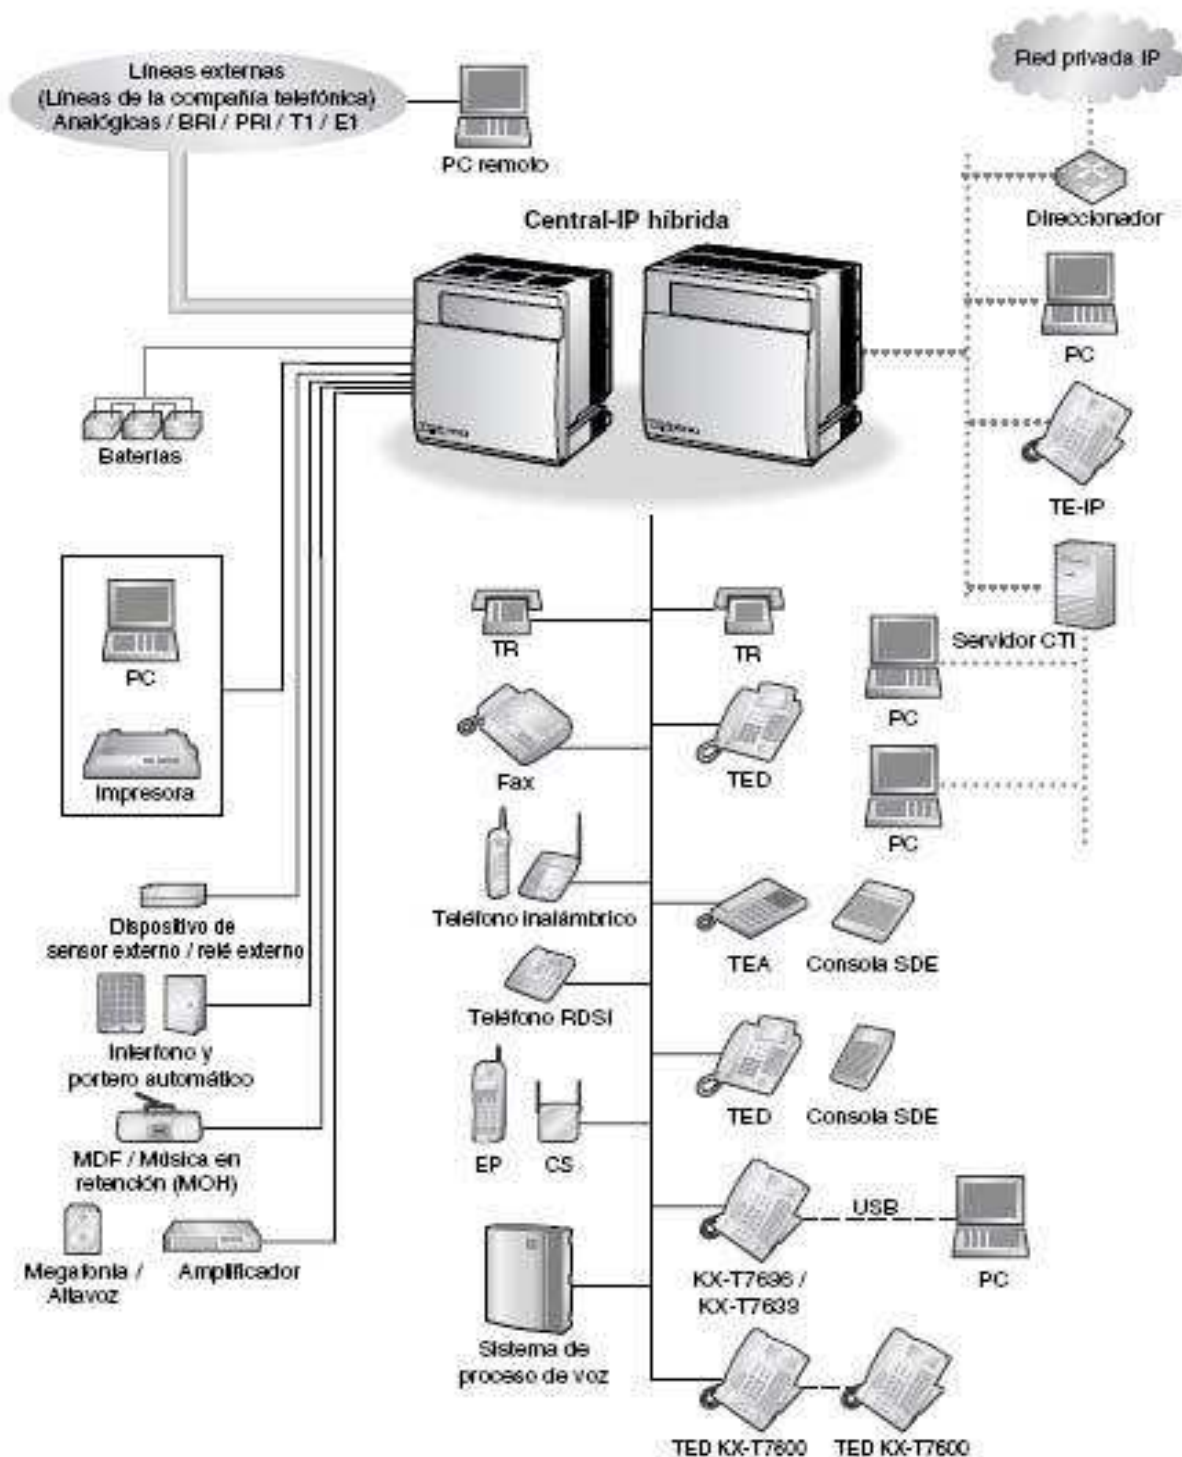 Líneas externas
(Líneas de la compañía telefónica)
Analógicas / BRI / PRI / T1 / E1
PC remoto
Red privada IP
Direccionador
Central-IP híbrida
PC
TE-IP
Servidor CTI
PC
PC
Baterías
PC
Impresora
Dispositivo de
sensor externo / relé externo
Interfono y
portero automático
MDF / Música en
retención (MOH)
Megafonía /
Altavoz
Amplificador
TR
TR
Fax
TED
Teléfono inalámbrico
TEA
Consola SDE
Teléfono RDSI
TED
Consola SDE
EP
CS
USB
KX-T7636 /
KX-T7633
PC
Sistema de
proceso de voz
TED KX-T7600
TED KX-T7600